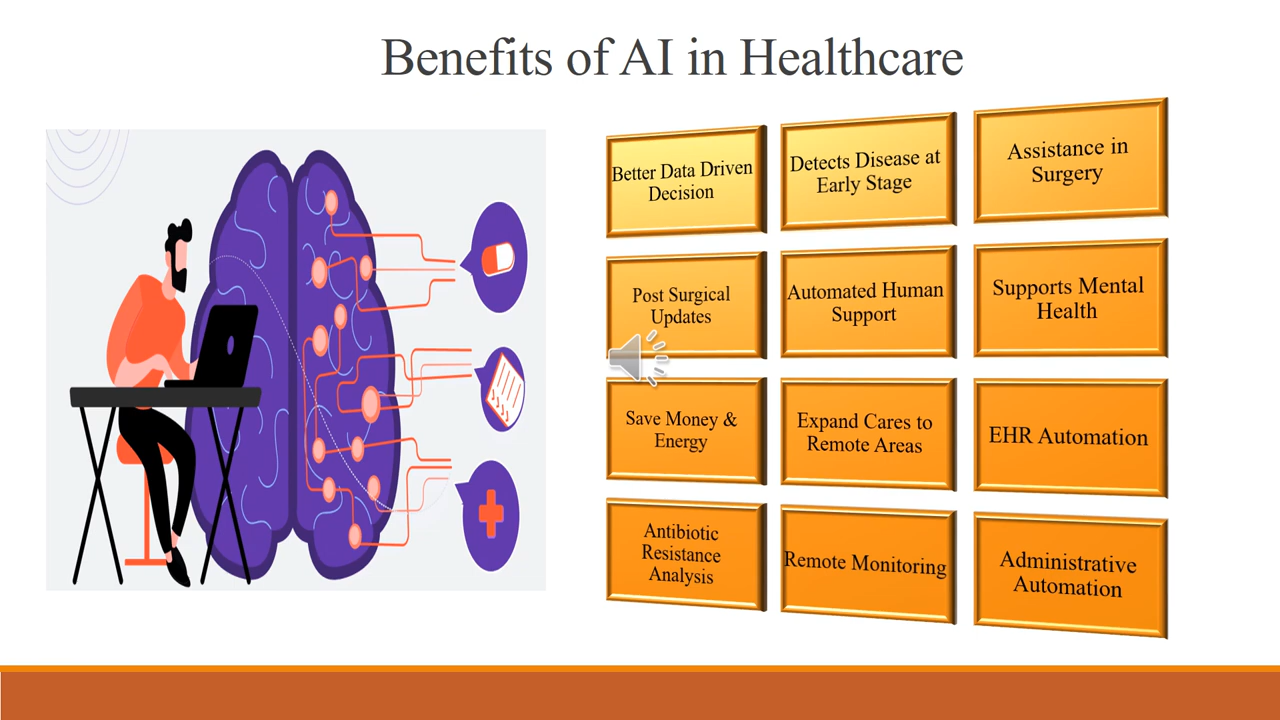 Benefits of AI in Healthcare
Better Data Driven
Decision
Detects Disease at
Early Stage
Assistance in
Surgery
Post Surgical
Updates
Automated Human
Support
Supports Mental
Health
Save Money &
Energy
Expand Cares to
Remote Areas
EHR Automation
Antibiotic
Resistance
Analysis
Remote Monitoring
Administrative
Automation